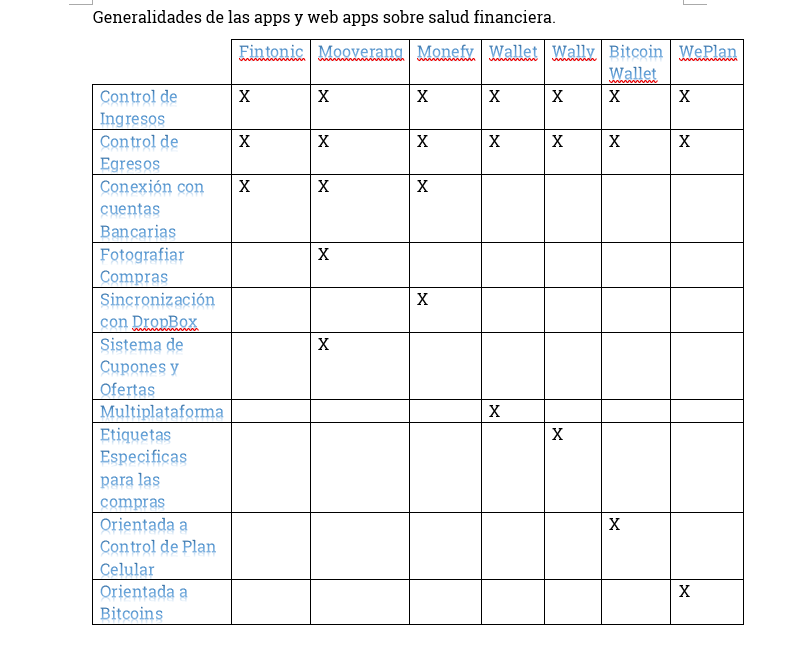 Generalidades de las apps y web apps sobre salud financiera.
Fintonic Mooverang Monefy Wallet Wally Bitcoin WePlan
Wallet
Control de X X X X X X X
Ingresos
Control de X X X X X X X
Egresos
Conexión con X X X
cuentas
Bancarias
Fotografiar X
Compras
Sincronización X
con DropBox
Sistema de X
Cupones y
Ofertas
Multiplataforma X
Etiquetas X
Especificas
para las
compras
Orientada a X
Control de Plan
Celular
Orientada a X
Bitcoins